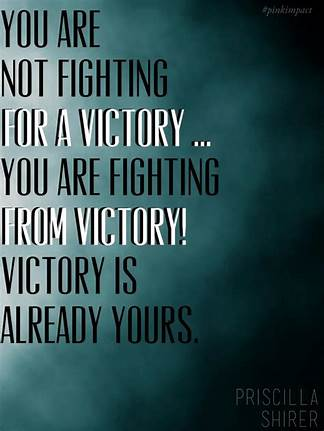 #pinkimpact
YOU ARE
NOT FIGHTING
FOR A VICTORY ...
YOU ARE FIGHTING
FROM VICTORY!
VICTORY IS
ALREADY YOURS.
PRISCILLA
SHIRER